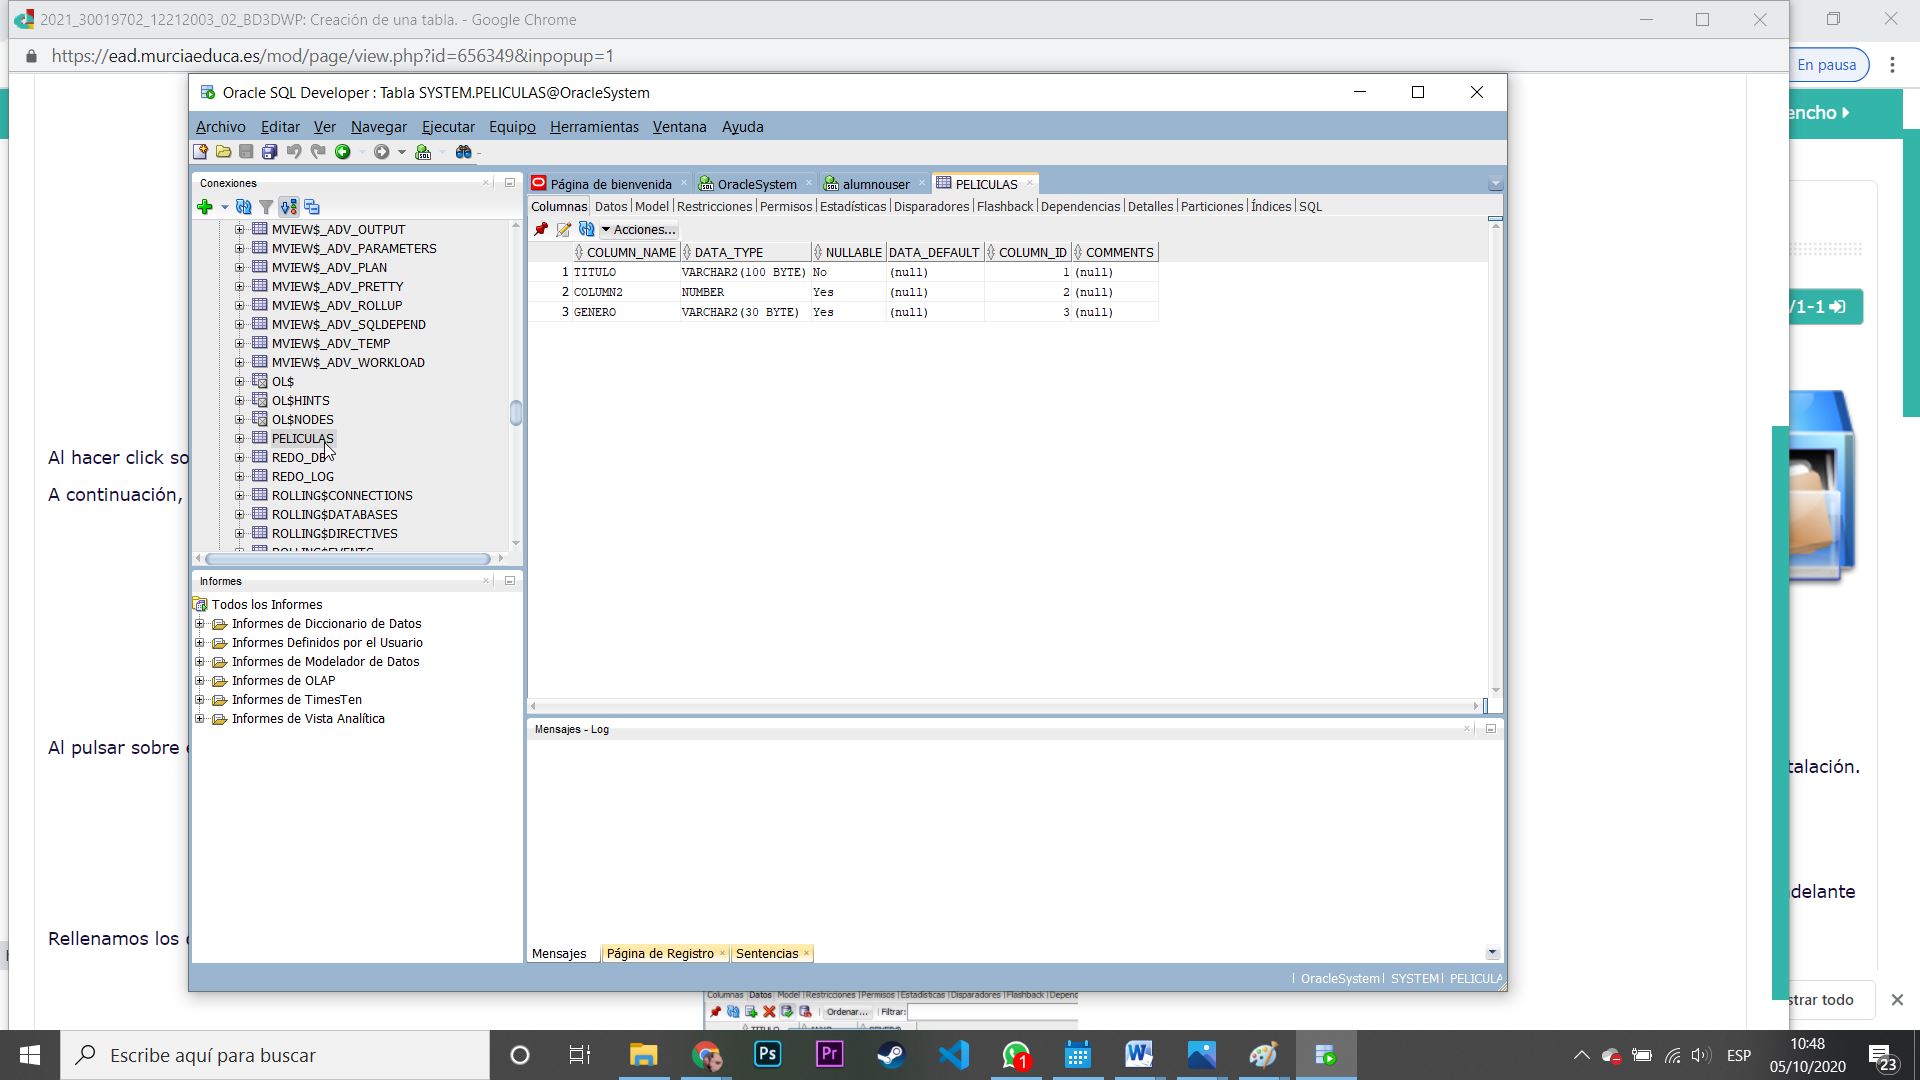 2021_30019702_12212003_02_BD3DWP: Creación de una tabla. - Google Chrome
https://ead.murciaeduca.es/mod/page/view.php?id=656349&inpopup=1
En pausa
Oracle SQL Developer : Tabla SYSTEM.PELICULAS@OracleSystem
Archivo Editar Ver Navegar Ejecutar Equipo Herramientas Ventana Ayuda
Conexiones
MVIEW$_ADV_OUTPUT
MVIEW$_ADV_PARAMETERS
MVIEW$_ADV_PLAN
MVIEW$_ADV_PRETTY
MVIEW$_ADV_ROLLUP
MVIEW$_ADV_SQLDEPEND
MVIEW$_ADV_TEMP
MVIEW$_ADV_WORKLOAD
OL$
OL$HINTS
OL$NODES
PELICULAS
REDO_DB
REDO_LOG
ROLLING$CONNECTIONS
ROLLING$DATABASES
ROLLING$DIRECTIVES
ROLLING$EVENTS
Página de bienvenida OracleSystem alumnouser PELICULAS
Columnas Datos Model Restricciones Permisos Estadísticas Disparadores Flashback Dependencias Detalles Particiones Índices SQL
Acciones...
COLUMN_NAME DATA_TYPE NULLABLE DATA_DEFAULT COLUMN_ID COMMENTS
1 TITULO VARCHAR2(100 BYTE) No (null) 1 (null)
2 COLUMN2 NUMBER Yes (null) 2 (null)
3 GENERO VARCHAR2(30 BYTE) Yes (null) 3 (null)
Informes
Todos los Informes
Informes de Diccionario de Datos
Informes Definidos por el Usuario
Informes de Modelador de Datos
Informes de OLAP
Informes de TimesTen
Informes de Vista Analítica
Mensajes - Log
Mensajes Página de Registro Sentencias
OracleSystem SYSTEM PELICULA
Al hacer click so
A continuación,
Al pulsar sobre
Rellenamos los
encho
/1-1
talación.
delante
strar todo
Columnas Datos Model Restricciones Permisos Estadísticas Disparadores Flashback Depend
Ordenar... Filtrar:
Escribe aquí para buscar
Ps
Pr
1
ESP
10:48
05/10/2020
23